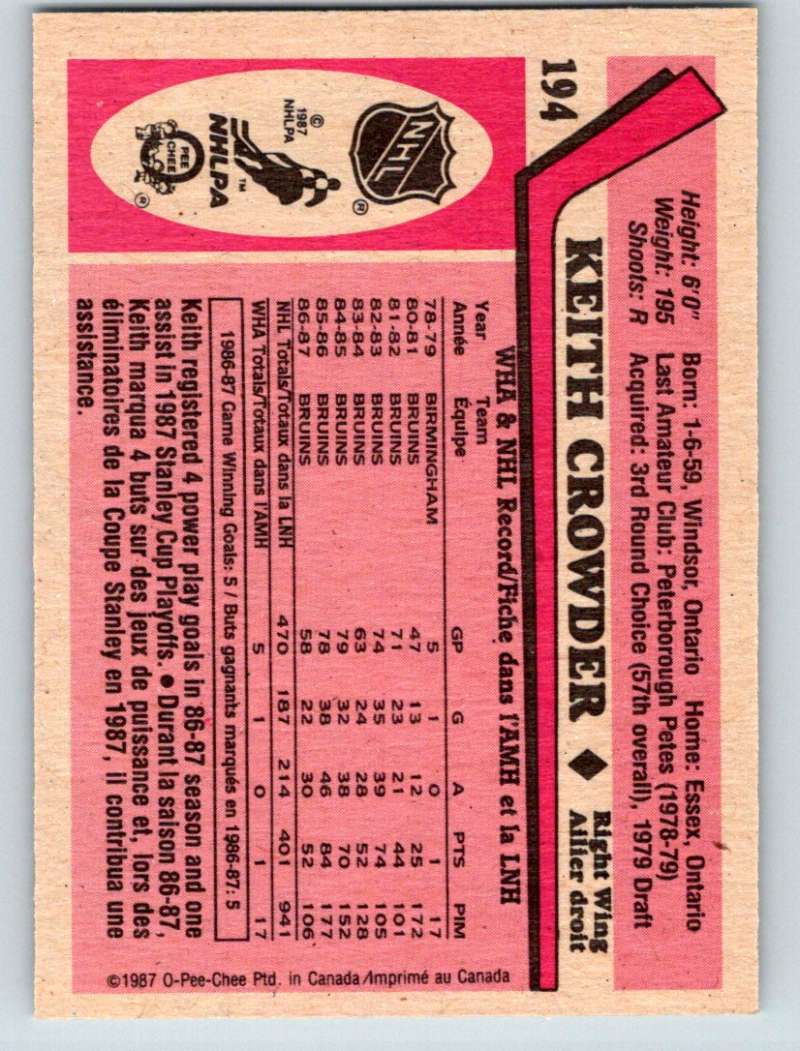 194
Height: 6'0" Born: 1-6-59, Windsor, Ontario Home: Essex, Ontario
Weight: 195 Last Amateur Club: Peterborough Petes (1978-79)
Shoots: R Acquired: 3rd Round Choice (57th overall), 1979 Draft
KEITH CROWDER ◆ Right Wing
Ailier droit
NHL ®
© 1987 NHLPA
NHLPA ™
O PEE CHEE ®
WHA & NHL Record/Fiche dans l'AMH et la LNH
Year Team GP G A PTS PIM
Année Équipe
78-79 BIRMINGHAM 5 1 0 1 17
80-81 BRUINS 47 13 12 25 172
81-82 BRUINS 71 23 21 44 101
82-83 BRUINS 74 35 39 74 105
83-84 BRUINS 63 24 28 52 128
84-85 BRUINS 79 32 38 70 152
85-86 BRUINS 78 38 46 84 177
86-87 BRUINS 58 22 30 52 106
NHL Totals/Totaux dans la LNH 470 187 214 401 941
WHA Totals/Totaux dans l'AMH 5 1 0 1 17
1986-87 Game Winning Goals: 5 / Buts gagnants marqués en 1986-87: 5
Keith registered 4 power play goals in 86-87 season and one
assist in 1987 Stanley Cup Playoffs. ● Durant la saison 86-87,
Keith marqua 4 buts sur des jeux de puissance et, lors des
éliminatoires de la Coupe Stanley en 1987, il contribua une
assistance.
©1987 O-Pee-Chee Ptd. in Canada/Imprimé au Canada